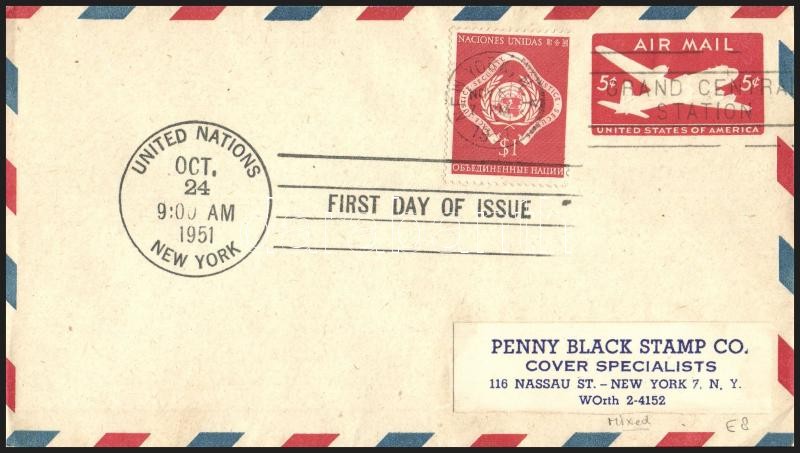 NACIONES UNIDAS
$1
ОБЪЕДИНЕННЫЕ НАЦИИ
AIR MAIL
5¢ 5¢
UNITED STATES OF AMERICA
GRAND CENTRAL
STATION
UNITED NATIONS
OCT.
24
9:00 AM
1951
NEW YORK
FIRST DAY OF ISSUE
PENNY BLACK STAMP CO.
COVER SPECIALISTS
116 NASSAU ST. – NEW YORK 7, N. Y.
WOrth 2-4152
Mixed
E8